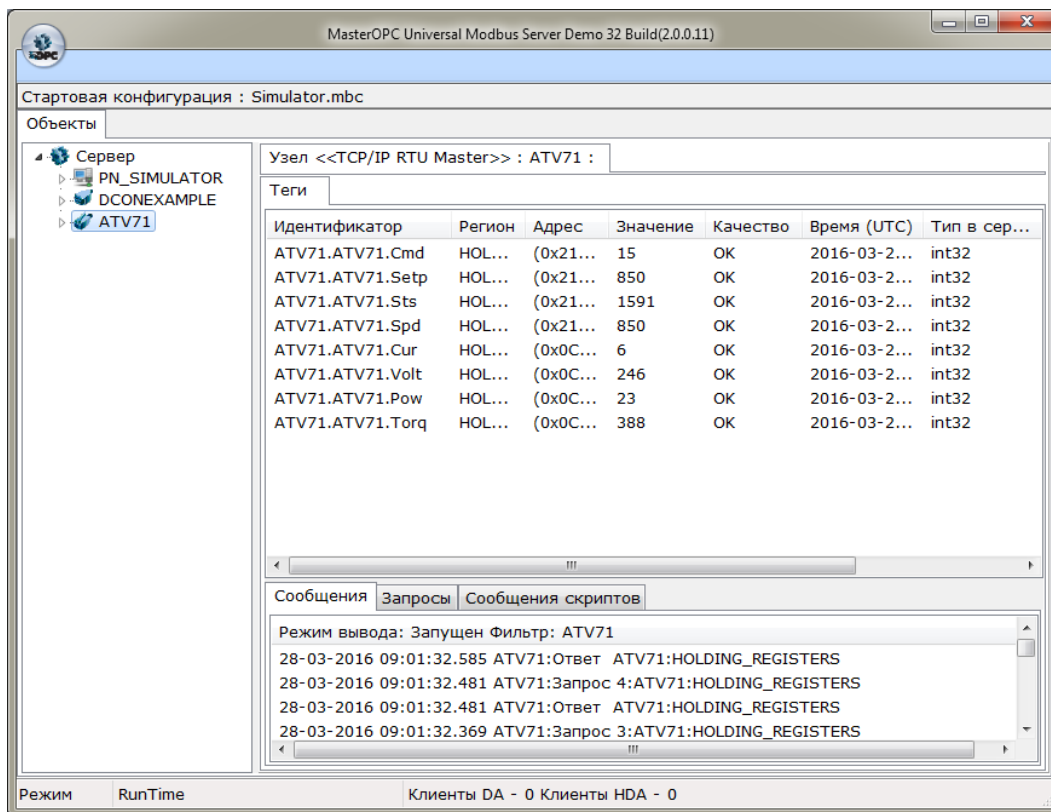 MasterOPC Universal Modbus Server Demo 32 Build(2.0.0.11)
OPC
Стартовая конфигурация : Simulator.mbc
Объекты
Сервер
PN_SIMULATOR
DCONEXAMPLE
ATV71
Узел <<TCP/IP RTU Master>> : ATV71 :
Теги
Идентификатор Регион Адрес Значение Качество Время (UTC) Тип в сер...
ATV71.ATV71.Cmd HOL... (0x21... 15 OK 2016-03-2... int32
ATV71.ATV71.Setp HOL... (0x21... 850 OK 2016-03-2... int32
ATV71.ATV71.Sts HOL... (0x21... 1591 OK 2016-03-2... int32
ATV71.ATV71.Spd HOL... (0x21... 850 OK 2016-03-2... int32
ATV71.ATV71.Cur HOL... (0x0C... 6 OK 2016-03-2... int32
ATV71.ATV71.Volt HOL... (0x0C... 246 OK 2016-03-2... int32
ATV71.ATV71.Pow HOL... (0x0C... 23 OK 2016-03-2... int32
ATV71.ATV71.Torq HOL... (0x0C... 388 OK 2016-03-2... int32
Сообщения Запросы Сообщения скриптов
Режим вывода: Запущен Фильтр: ATV71
28-03-2016 09:01:32.585 ATV71:Ответ ATV71:HOLDING_REGISTERS
28-03-2016 09:01:32.481 ATV71:Запрос 4:ATV71:HOLDING_REGISTERS
28-03-2016 09:01:32.481 ATV71:Ответ ATV71:HOLDING_REGISTERS
28-03-2016 09:01:32.369 ATV71:Запрос 3:ATV71:HOLDING_REGISTERS
Режим RunTime Клиенты DA - 0 Клиенты HDA - 0